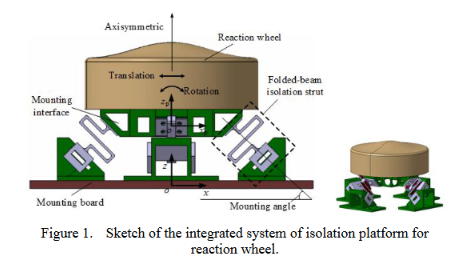 Axisymmetric
Reaction wheel
Translation
Rotation
Folded-beam
isolation strut
Mounting
interface
z
o
x
Mounting board
Mounting angle
Figure 1. Sketch of the integrated system of isolation platform for
reaction wheel.